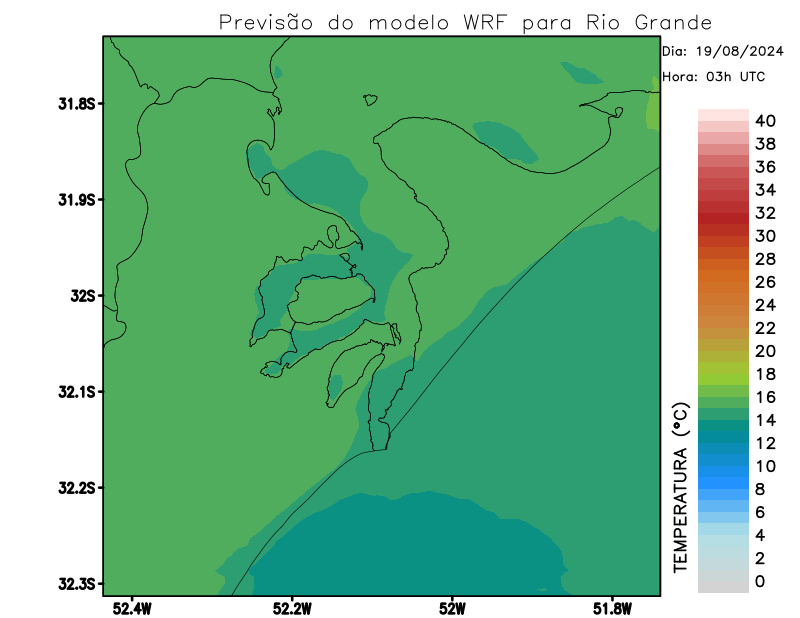 Previsão do modelo WRF para Rio Grande
Dia: 19/08/2024
Hora: 03h UTC
31.8S
31.9S
32S
32.1S
32.2S
32.3S
52.4W
52.2W
52W
51.8W
TEMPERATURA (°C)
40
38
36
34
32
30
28
26
24
22
20
18
16
14
12
10
8
6
4
2
0